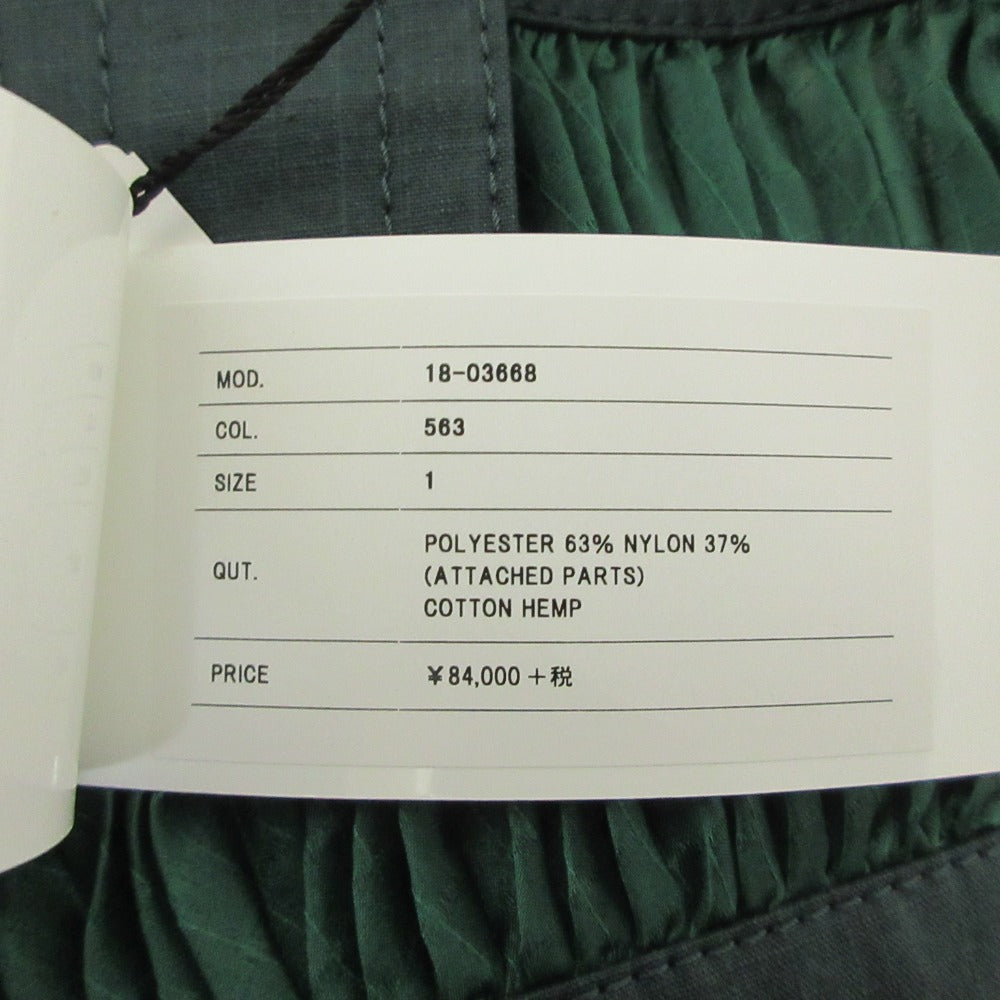 MOD. 18-03668
COL. 563
SIZE 1
QUT. POLYESTER 63% NYLON 37%
(ATTACHED PARTS)
COTTON HEMP
PRICE ¥84,000+税